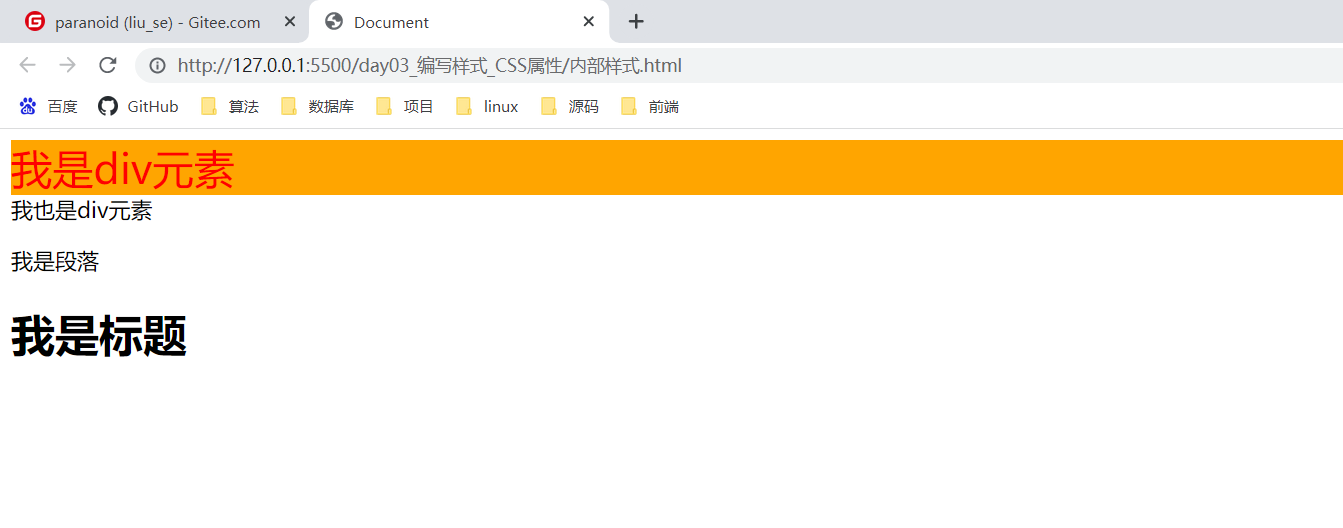 paranoid (liu_se) - Gitee.com
Document
http://127.0.0.1:5500/day03_编写样式_CSS属性/内部样式.html
百度 GitHub 算法 数据库 项目 linux 源码 前端
我是div元素
我也是div元素
我是段落
我是标题